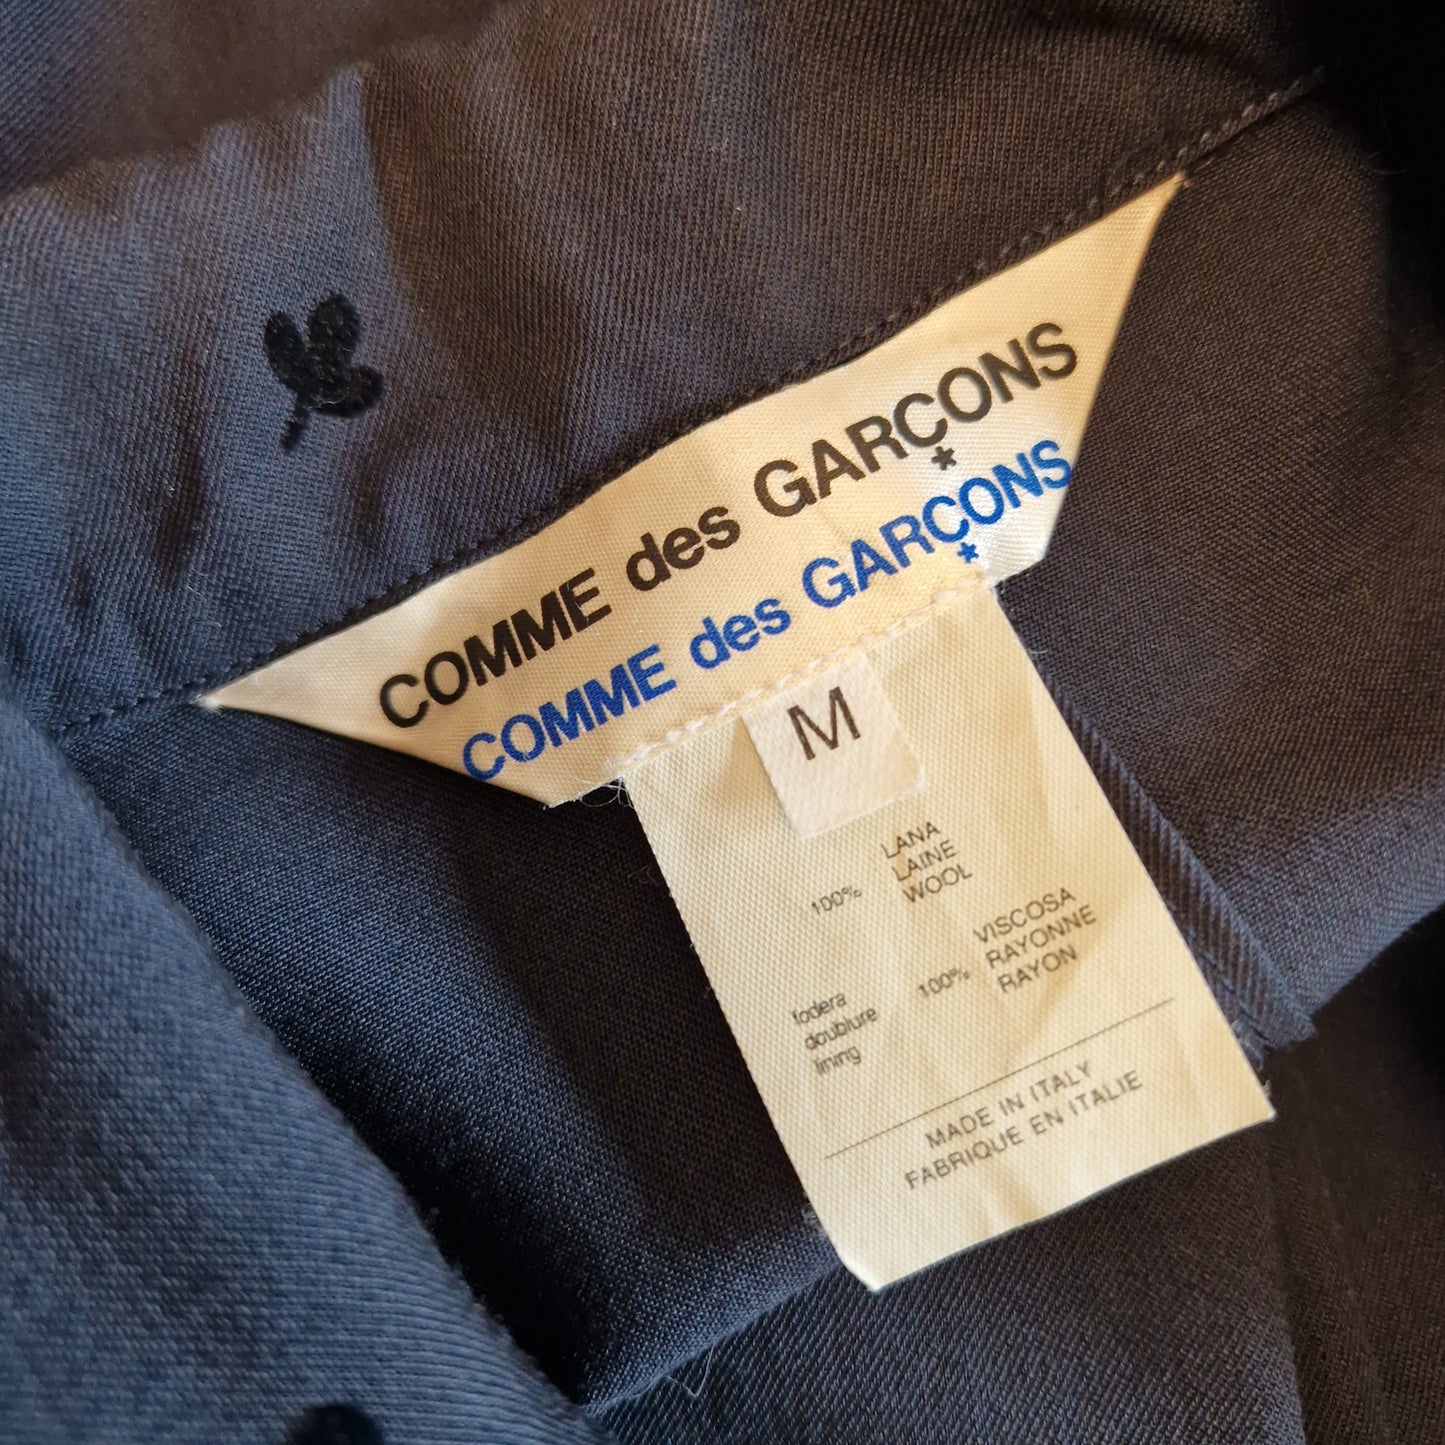 COMME des GARÇONS
*
COMME des GARÇONS
*
M
100% LANA
LAINE
WOOL
fodera
doublure
lining
100% VISCOSA
RAYONNE
RAYON
MADE IN ITALY
FABRIQUE EN ITALIE